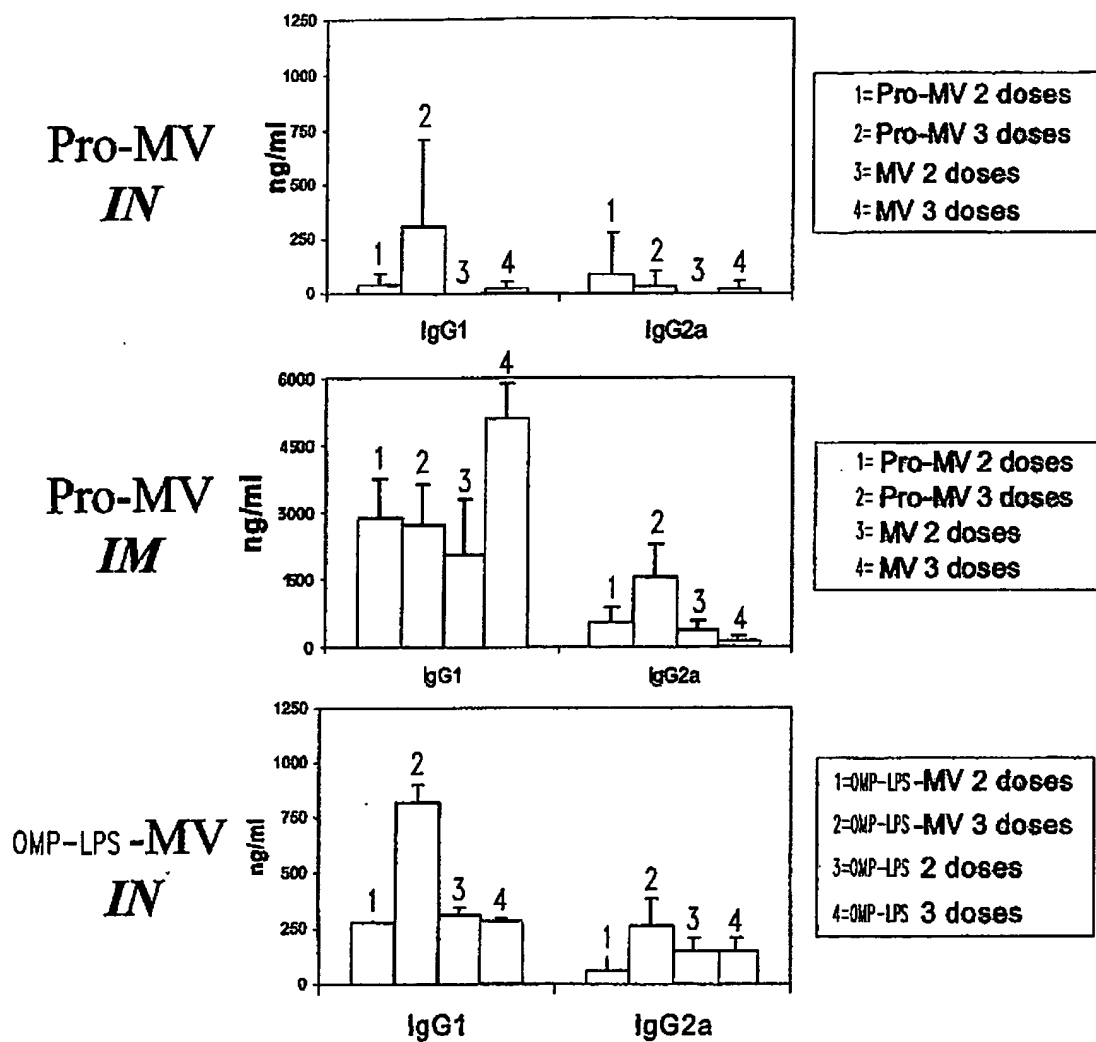 Pro-MV
IN
ng/ml
1250
1000
750
500
250
0
1
2
3
4
1
2
3
4
IgG1
IgG2a
1= Pro-MV 2 doses
2= Pro-MV 3 doses
3= MV 2 doses
4= MV 3 doses
Pro-MV
IM
ng/ml
6000
4500
3000
1500
0
1
2
3
4
1
2
3
4
IgG1
IgG2a
1= Pro-MV 2 doses
2= Pro-MV 3 doses
3= MV 2 doses
4= MV 3 doses
OMP-LPS -MV
IN
ng/ml
1250
1000
750
500
250
0
1
2
3
4
1
2
3
4
IgG1
IgG2a
1=OMP-LPS-MV 2 doses
2=OMP-LPS-MV 3 doses
3=OMP-LPS 2 doses
4=OMP-LPS 3 doses